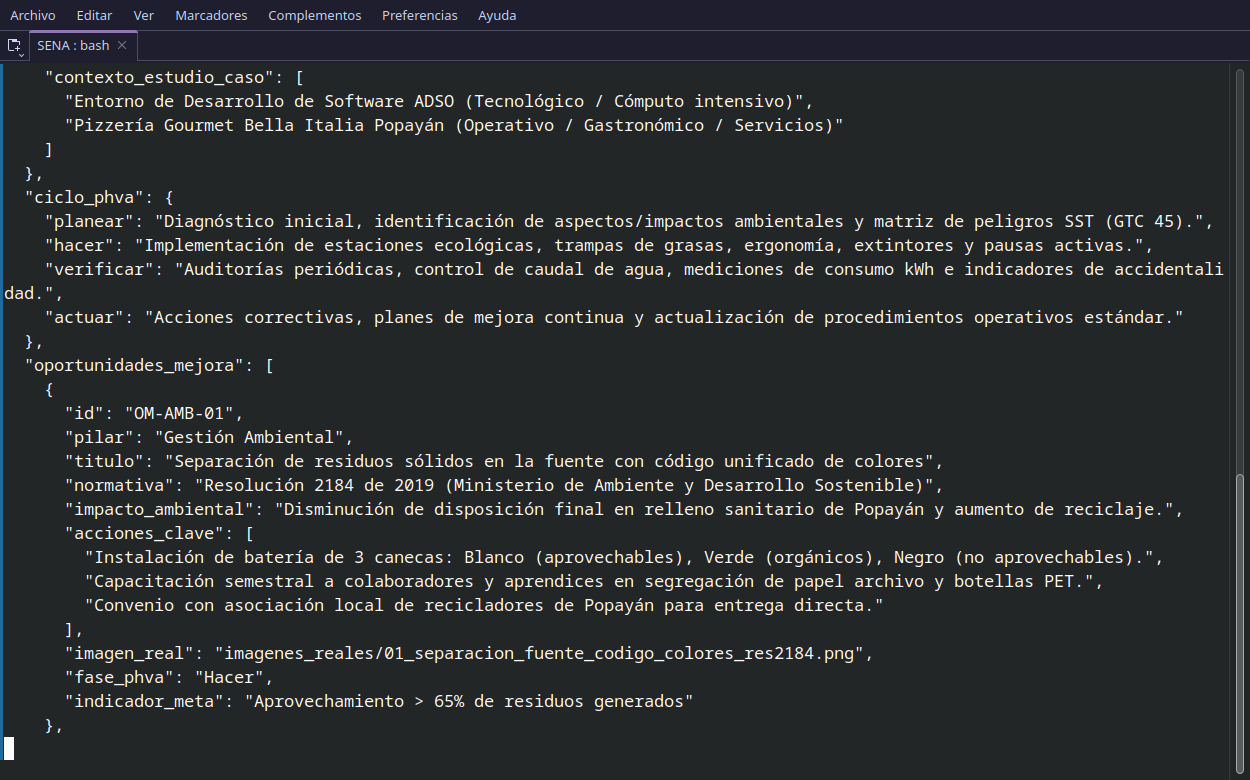 Archivo Editar Ver Marcadores Complementos Preferencias Ayuda
SENA : bash
"contexto_estudio_caso": [
"Entorno de Desarrollo de Software ADSO (Tecnológico / Cómputo intensivo)",
"Pizzería Gourmet Bella Italia Popayán (Operativo / Gastronómico / Servicios)"
]
},
"ciclo_phva": {
"planear": "Diagnóstico inicial, identificación de aspectos/impactos ambientales y matriz de peligros SST (GTC 45).",
"hacer": "Implementación de estaciones ecológicas, trampas de grasas, ergonomía, extintores y pausas activas.",
"verificar": "Auditorías periódicas, control de caudal de agua, mediciones de consumo kWh e indicadores de accidentali
dad.",
"actuar": "Acciones correctivas, planes de mejora continua y actualización de procedimientos operativos estándar."
},
"oportunidades_mejora": [
{
"id": "OM-AMB-01",
"pilar": "Gestión Ambiental",
"titulo": "Separación de residuos sólidos en la fuente con código unificado de colores",
"normativa": "Resolución 2184 de 2019 (Ministerio de Ambiente y Desarrollo Sostenible)",
"impacto_ambiental": "Disminución de disposición final en relleno sanitario de Popayán y aumento de reciclaje.",
"acciones_clave": [
"Instalación de batería de 3 canecas: Blanco (aprovechables), Verde (orgánicos), Negro (no aprovechables).",
"Capacitación semestral a colaboradores y aprendices en segregación de papel archivo y botellas PET.",
"Convenio con asociación local de recicladores de Popayán para entrega directa."
],
"imagen_real": "imagenes_reales/01_separacion_fuente_codigo_colores_res2184.png",
"fase_phva": "Hacer",
"indicador_meta": "Aprovechamiento > 65% de residuos generados"
},